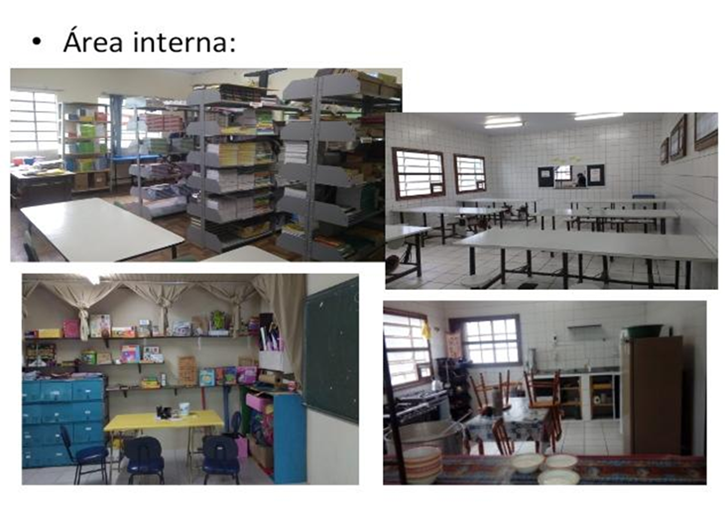 • Área interna: